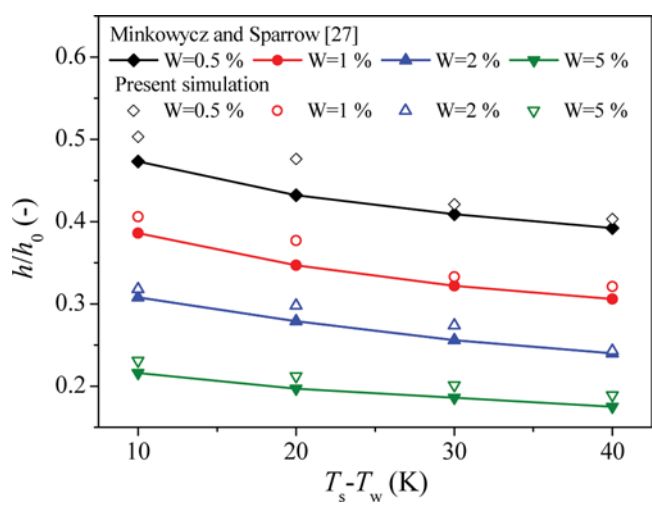 Minkowycz and Sparrow [27]
W=0.5 % W=1 % W=2 % W=5 %
Present simulation
W=0.5 % W=1 % W=2 % W=5 %
0.6
0.5
0.4
0.3
0.2
h/h₀ (-)
10 20 30 40
Tₛ-T_w (K)